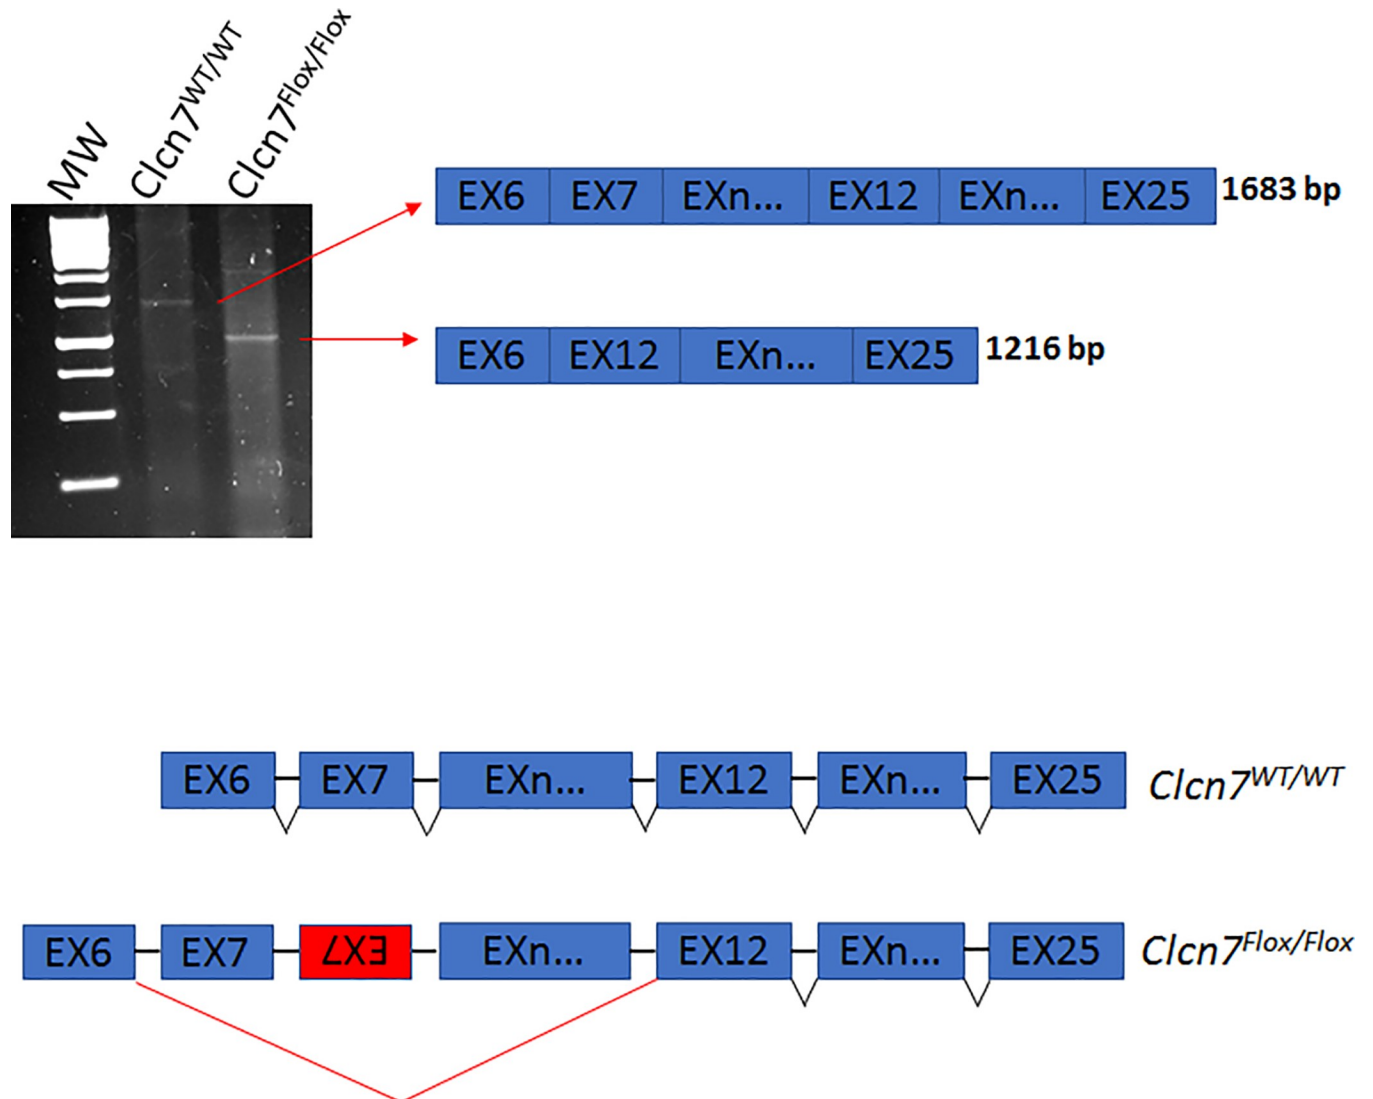 MW
Clcn7WT/WT
Clcn7Flox/Flox
EX6 EX7 EXn... EX12 EXn... EX25 1683 bp
EX6 EX12 EXn... EX25 1216 bp
EX6 EX7 EXn... EX12 EXn... EX25 Clcn7WT/WT
EX6 EX7 EX7 EXn... EX12 EXn... EX25 Clcn7Flox/Flox